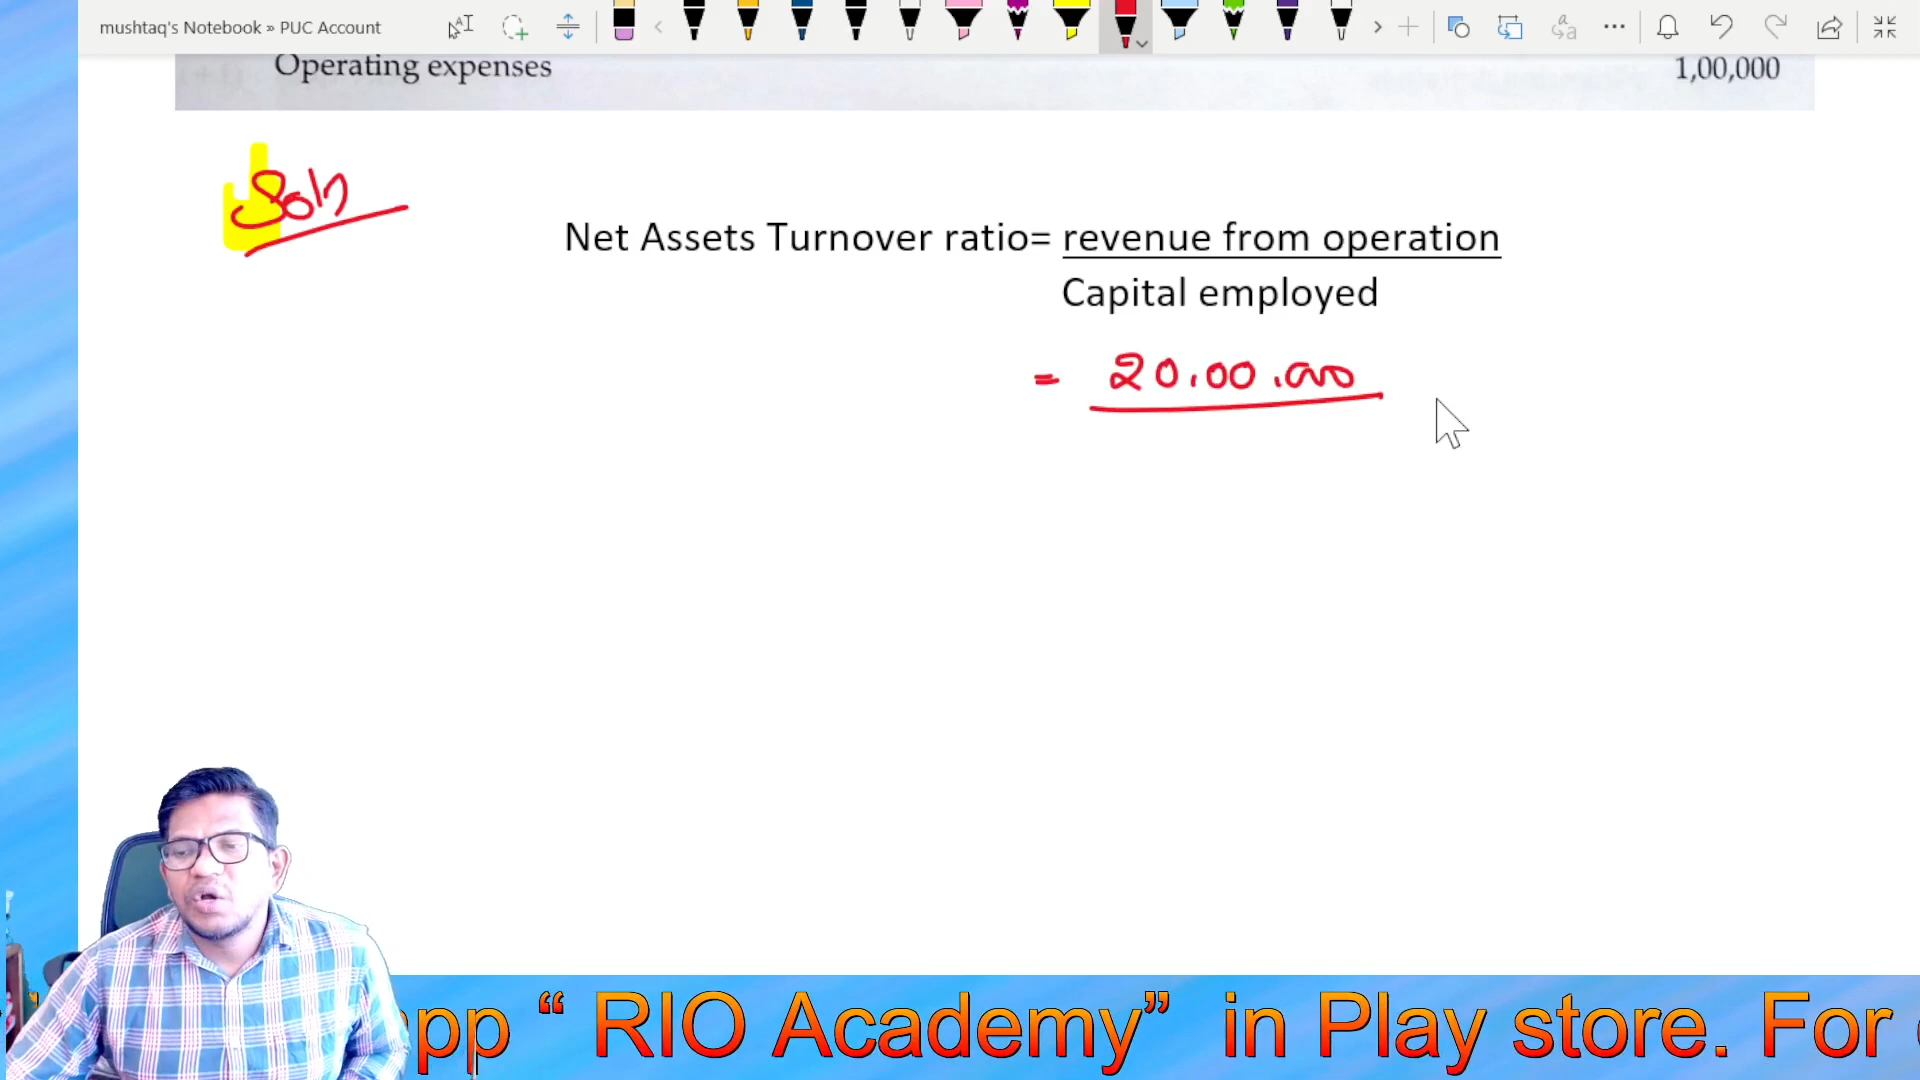 mushtaq's Notebook » PUC Account
Operating expenses 1,00,000
Soln
Net Assets Turnover ratio= revenue from operation
Capital employed
= 20,00,000
app “ RIO Academy” in Play store. For